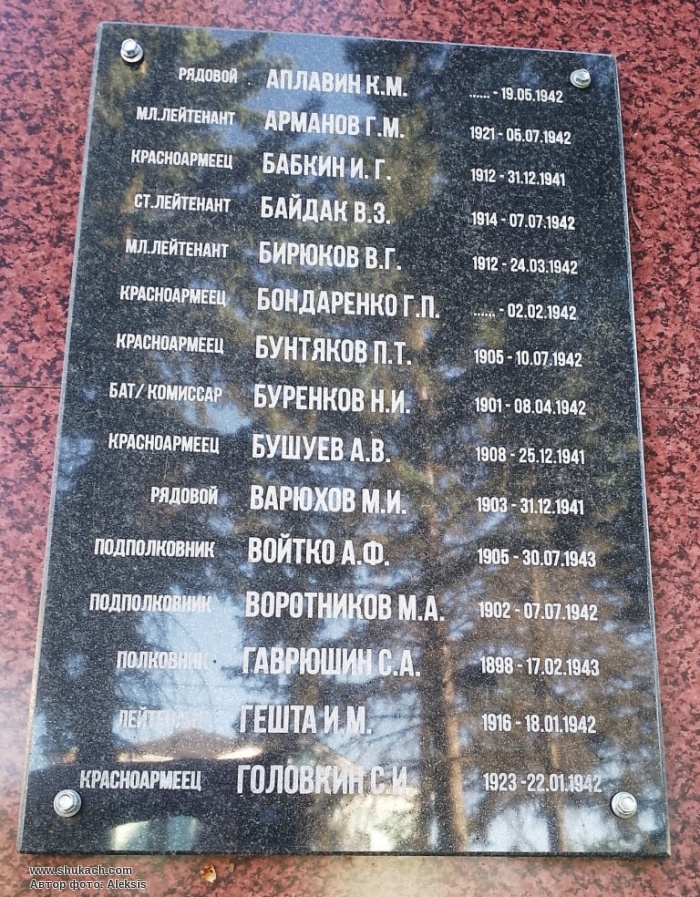 РЯДОВОЙ АПЛАВИН К.М. ...... - 19.05.1942
МЛ.ЛЕЙТЕНАНТ АРМАНОВ Г.М. 1921 - 05.07.1942
КРАСНОАРМЕЕЦ БАБКИН И. Г. 1912 - 31.12.1941
СТ.ЛЕЙТЕНАНТ БАЙДАК В.З. 1914 - 07.07.1942
МЛ.ЛЕЙТЕНАНТ БИРЮКОВ В.Г. 1912 - 24.03.1942
КРАСНОАРМЕЕЦ БОНДАРЕНКО Г.П. ...... - 02.02.1942
КРАСНОАРМЕЕЦ БУНТЯКОВ П.Т. 1905 - 10.07.1942
БАТ/ КОМИССАР БУРЕНКОВ Н.И. 1901 - 08.04.1942
КРАСНОАРМЕЕЦ БУШУЕВ А.В. 1908 - 25.12.1941
РЯДОВОЙ ВАРЮХОВ М.И. 1903 - 31.12.1941
ПОДПОЛКОВНИК ВОЙТКО А.Ф. 1905 - 30.07.1943
ПОДПОЛКОВНИК ВОРОТНИКОВ М.А. 1902 - 07.07.1942
ПОЛКОВНИК ГАВРЮШИН С.А. 1898 - 17.02.1943
ЛЕЙТЕНАНТ ГЕШТА И.М. 1916 - 18.01.1942
КРАСНОАРМЕЕЦ ГОЛОВКИН С.И. 1923 -22.01.1942
www.shukach.com
Автор фото: Aleksis